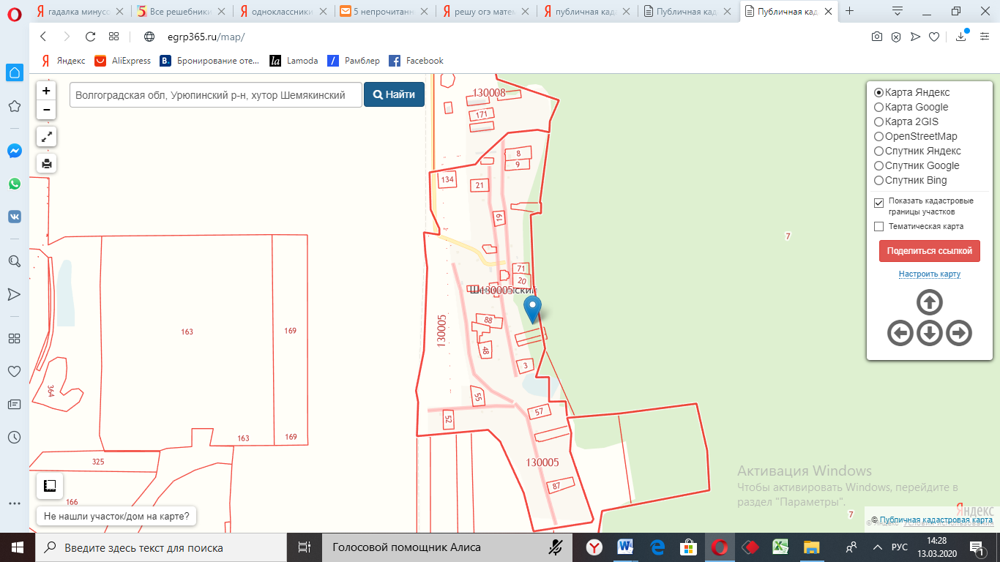 гадалка минусо
Все решебники
одноклассники
5 непрочитанн
решу огэ матем
публичная када
Публичная кад
Публичная кад
egrp365.ru/map/
Яндекс
AliExpress
Бронирование оте...
Lamoda
Рамблер
Facebook
+
−
Волгоградская обл, Урюпинский р-н, хутор Шемякинский
Найти
Карта Яндекс
Карта Google
Карта 2GIS
OpenStreetMap
Спутник Яндекс
Спутник Google
Спутник Bing
Показать кадастровые
границы участков
Тематическая карта
Поделиться ссылкой
Настроить карту
130008
171
8
9
134
21
19
7
71
20
130005
130005
88
48
3
163
169
364
55
52
57
163
169
325
130005
87
166
7
Активация Windows
Чтобы активировать Windows, перейдите в
раздел "Параметры".
Яндекс
© Публичная кадастровая карта
© Яндекс Условия использования
Не нашли участок/дом на карте?
Введите здесь текст для поиска
Голосовой помощник Алиса
РУС
14:28
13.03.2020
1